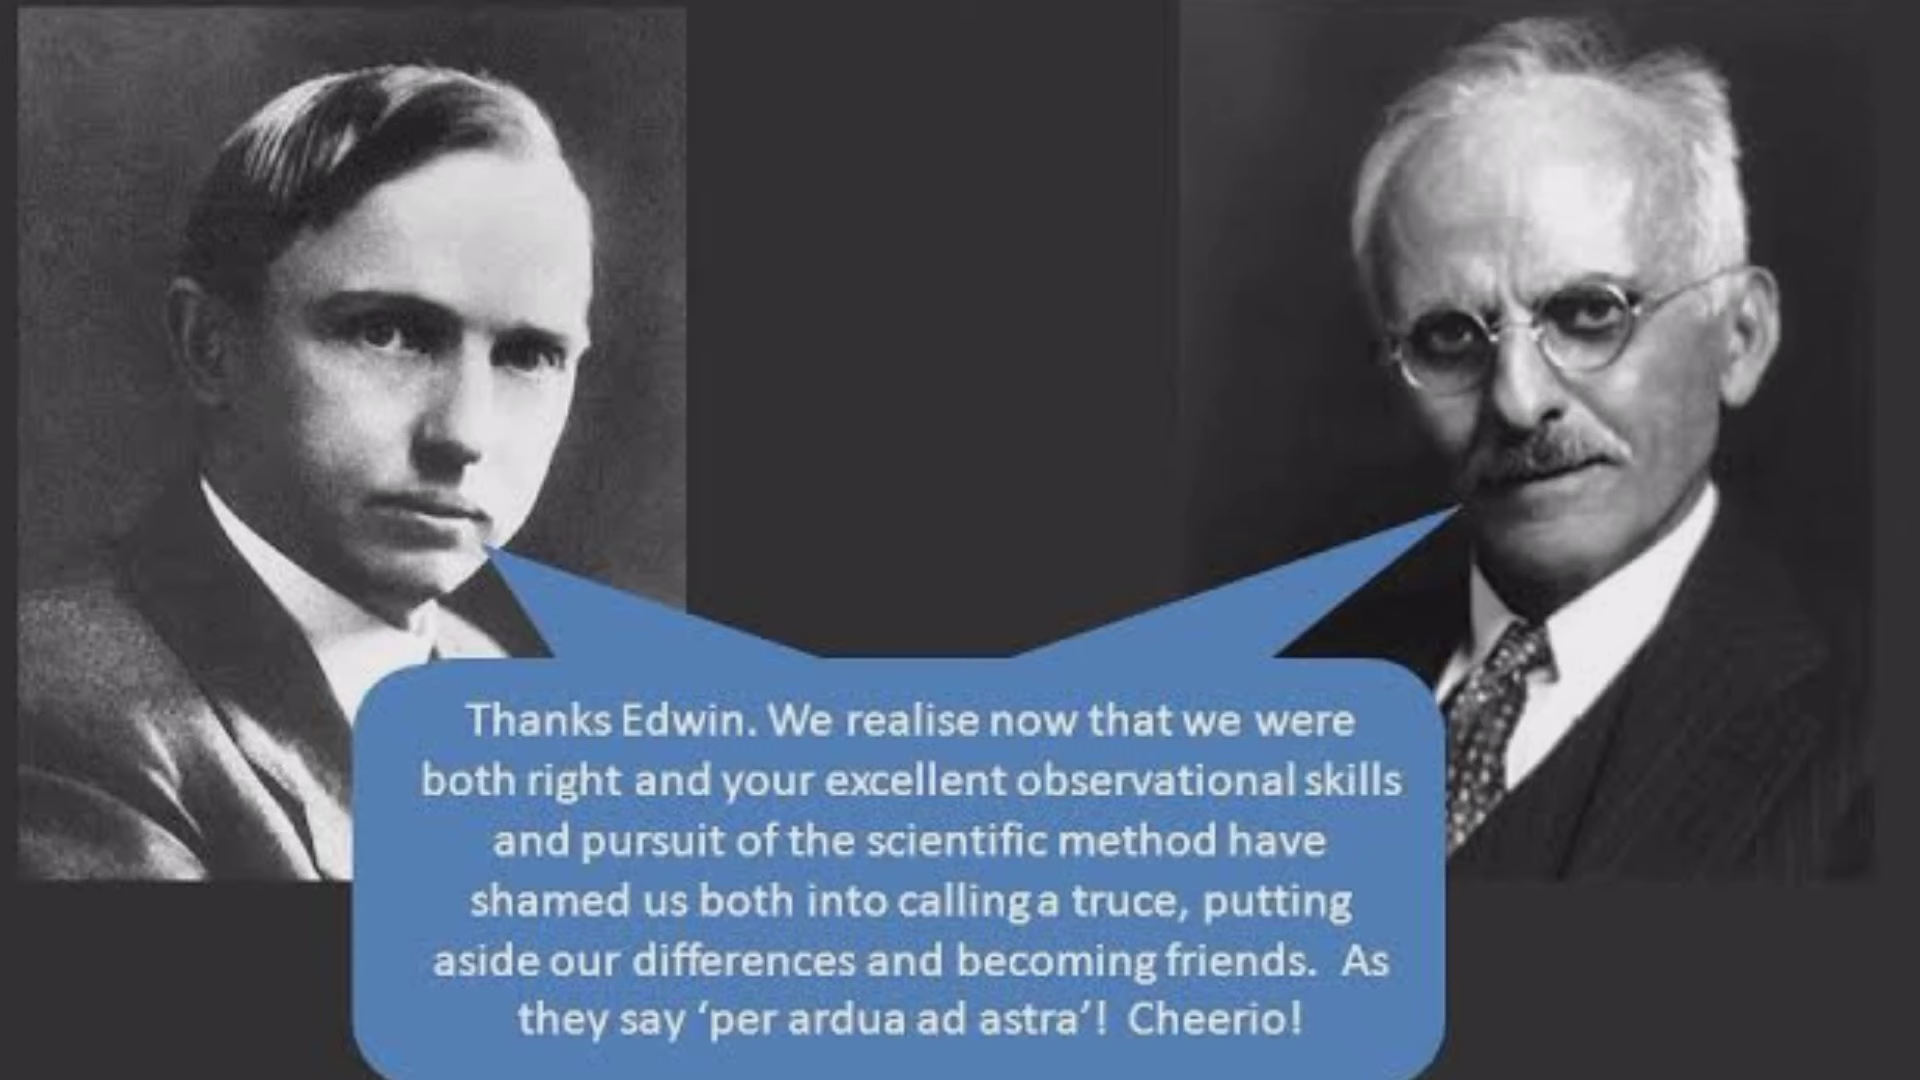 Thanks Edwin. We realise now that we were
both right and your excellent observational skills
and pursuit of the scientific method have
shamed us both into calling a truce, putting
aside our differences and becoming friends. As
they say ‘per ardua ad astra’! Cheerio!